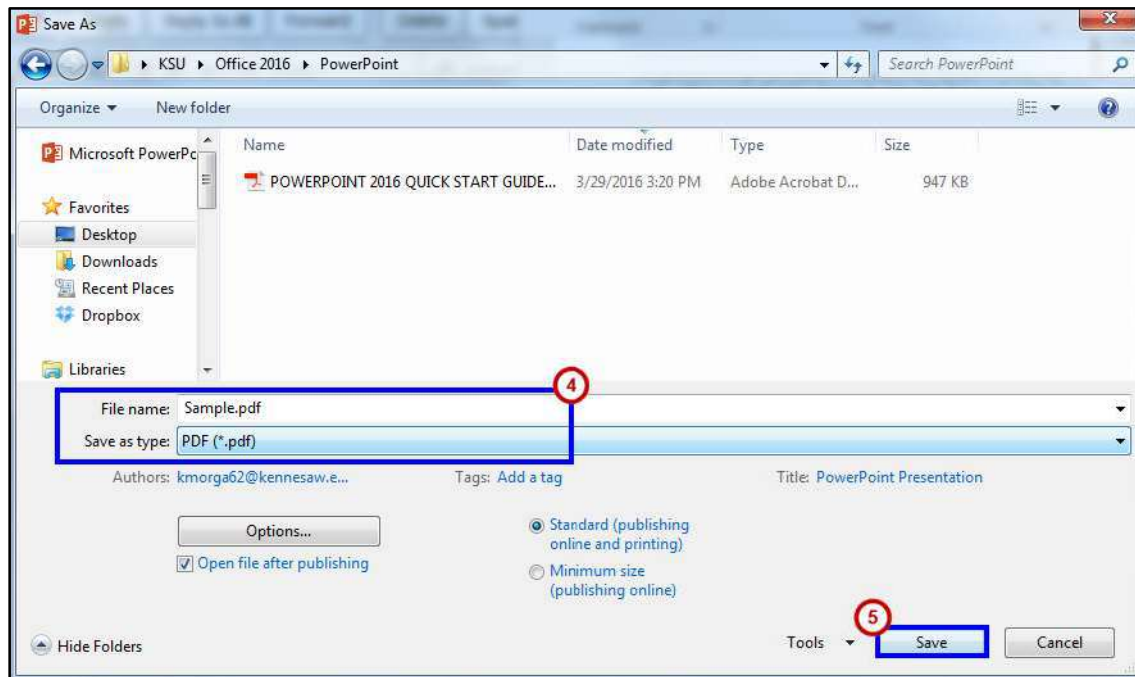 Save As
KSU Office 2016 PowerPoint
Search PowerPoint
Organize
New folder
Microsoft PowerPc
Favorites
Desktop
Downloads
Recent Places
Dropbox
Libraries
Name
Date modified
Type
Size
POWERPOINT 2016 QUICK START GUIDE...
3/29/2016 3:20 PM
Adobe Acrobat D...
947 KB
4
File name: Sample.pdf
Save as type: PDF (*.pdf)
Authors: kmorga62@kennesaw.e...
Tags: Add a tag
Title: PowerPoint Presentation
Options...
Open file after publishing
Standard (publishing
online and printing)
Minimum size
(publishing online)
5
Hide Folders
Tools
Save
Cancel